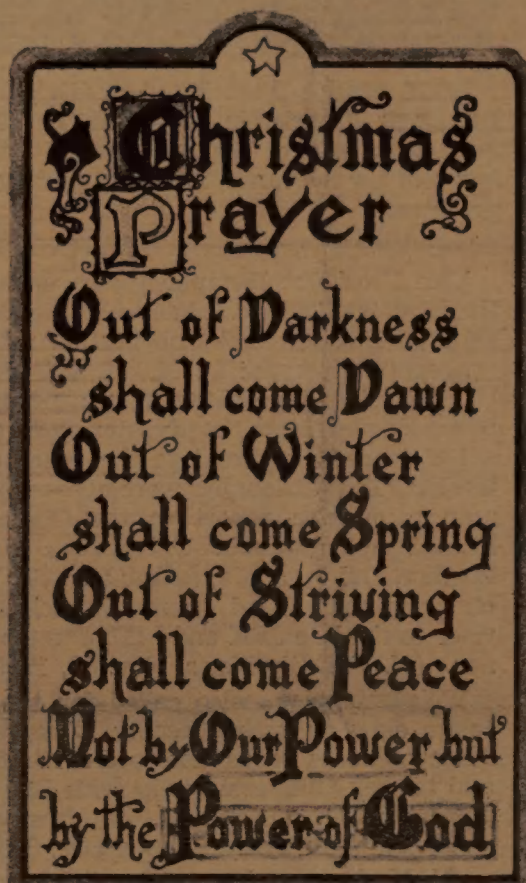 Christmas
Prayer
Out of Darkness
shall come Dawn
Out of Winter
shall come Spring
Out of Striving
shall come Peace
Not by Our Power but
by the Power of God